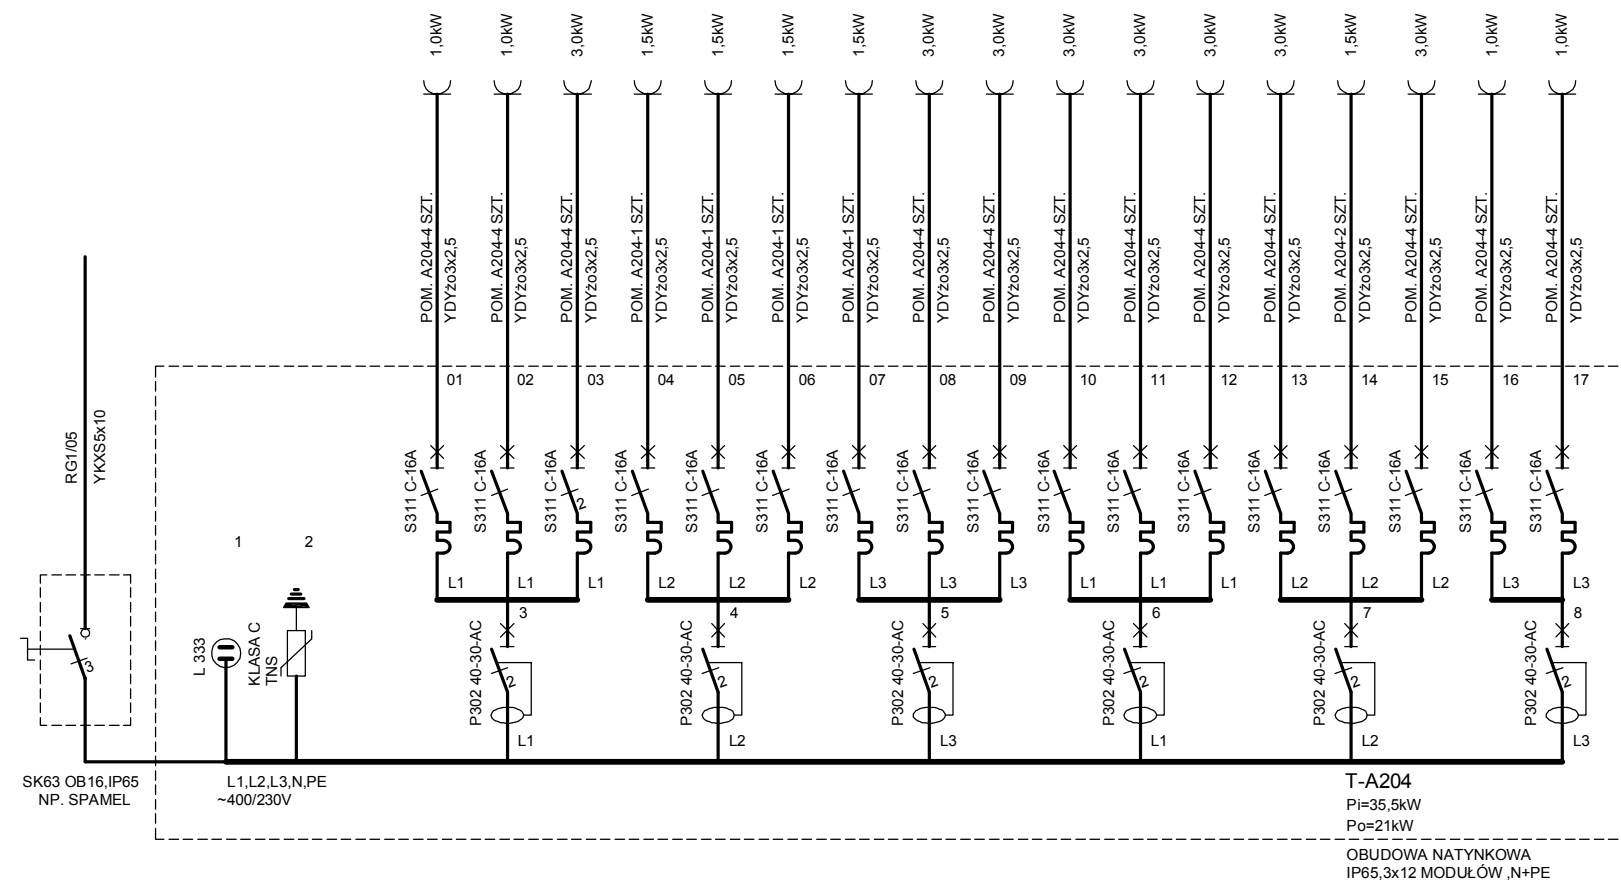 1,0kW
1,0kW
3,0kW
1,5kW
1,5kW
1,5kW
1,5kW
3,0kW
3,0kW
3,0kW
3,0kW
3,0kW
3,0kW
1,5kW
3,0kW
1,0kW
1,0kW
POM. A204-4 SZT.
YDYżo3x2,5
POM. A204-4 SZT.
YDYżo3x2,5
POM. A204-4 SZT.
YDYżo3x2,5
POM. A204-1 SZT.
YDYżo3x2,5
POM. A204-1 SZT.
YDYżo3x2,5
POM. A204-1 SZT.
YDYżo3x2,5
POM. A204-1 SZT.
YDYżo3x2,5
POM. A204-4 SZT.
YDYżo3x2,5
POM. A204-4 SZT.
YDYżo3x2,5
POM. A204-4 SZT.
YDYżo3x2,5
POM. A204-4 SZT.
YDYżo3x2,5
POM. A204-4 SZT.
YDYżo3x2,5
POM. A204-4 SZT.
YDYżo3x2,5
POM. A204-2 SZT.
YDYżo3x2,5
POM. A204-4 SZT.
YDYżo3x2,5
POM. A204-4 SZT.
YDYżo3x2,5
POM. A204-4 SZT.
YDYżo3x2,5
01
02
03
04
05
06
07
08
09
10
11
12
13
14
15
16
17
RG1/05
YKXS5x10
S311 C-16A
S311 C-16A
S311 C-16A
2
S311 C-16A
S311 C-16A
S311 C-16A
S311 C-16A
S311 C-16A
S311 C-16A
S311 C-16A
S311 C-16A
S311 C-16A
S311 C-16A
S311 C-16A
S311 C-16A
S311 C-16A
S311 C-16A
1
2
L1
L1
L1
L2
L2
L2
L3
L3
L3
L1
L1
L1
L2
L2
L2
L3
L3
3
4
5
6
7
8
3
L 333
KLASA C
TNS
P302 40-30-AC
2
P302 40-30-AC
2
P302 40-30-AC
2
P302 40-30-AC
2
P302 40-30-AC
2
P302 40-30-AC
2
L1
L2
L3
L1
L2
L3
SK63 OB16,IP65
NP. SPAMEL
L1,L2,L3,N,PE
~400/230V
T-A204
Pi=35,5kW
Po=21kW
OBUDOWA NATYNKOWA
IP65,3x12 MODUŁÓW ,N+PE